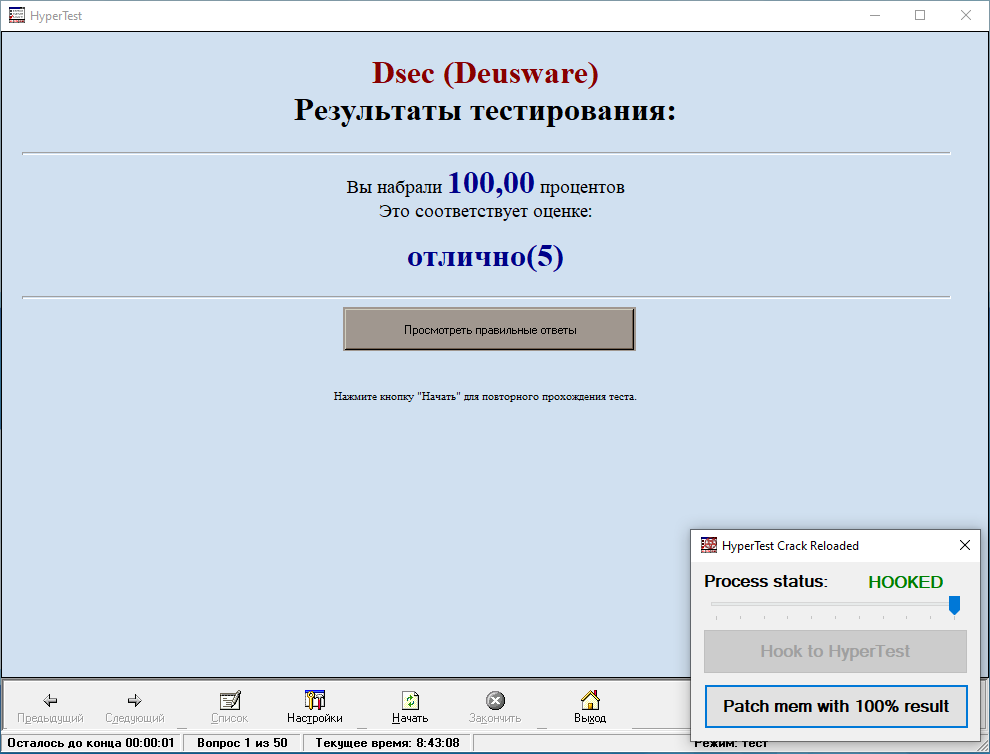 HyperTest
Dsec (Deusware)
Результаты тестирования:
Вы набрали 100,00 процентов
Это соответствует оценке:
отлично(5)
Просмотреть правильные ответы
Нажмите кнопку "Начать" для повторного прохождения теста.
HyperTest Crack Reloaded
Process status: HOOKED
Hook to HyperTest
Patch mem with 100% result
Предыдущий Следующий Список Настройки Начать Закончить Выход
Осталось до конца 00:00:01 Вопрос 1 из 50 Текущее время: 8:43:08 Режим: тест